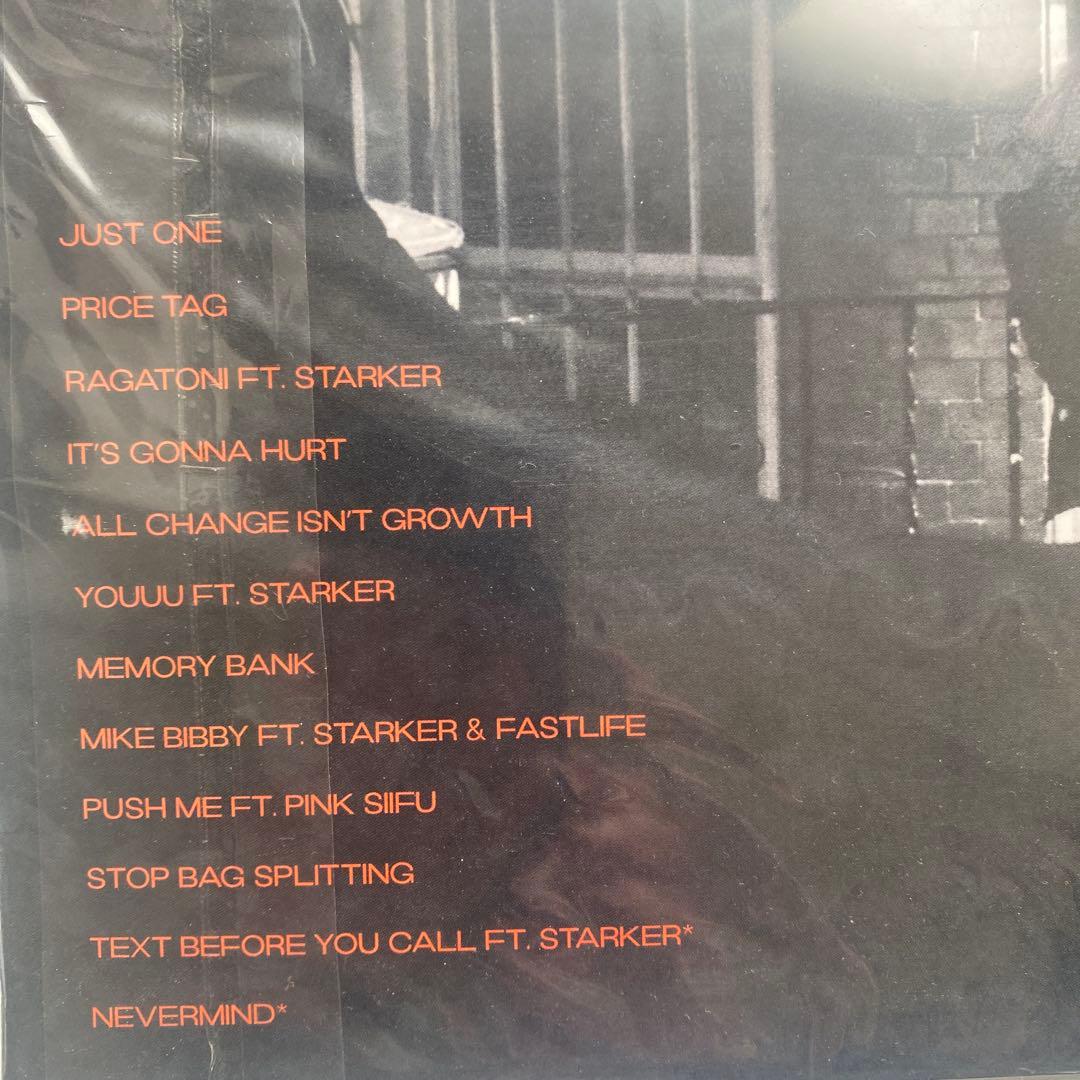 JUST ONE
PRICE TAG
RAGATONI FT. STARKER
IT'S GONNA HURT
ALL CHANGE ISN'T GROWTH
YOUUU FT. STARKER
MEMORY BANK
MIKE BIBBY FT. STARKER & FASTLIFE
PUSH ME FT. PINK SIIFU
STOP BAG SPLITTING
TEXT BEFORE YOU CALL FT. STARKER*
NEVERMIND*